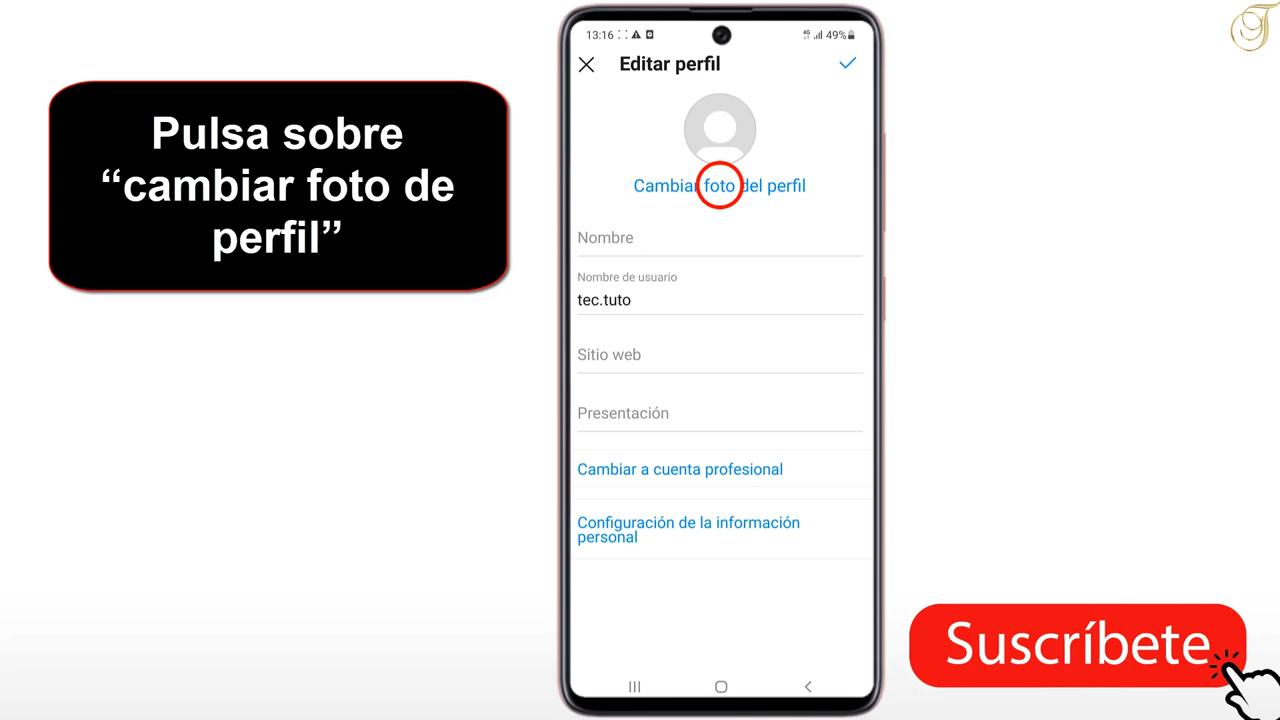 Pulsa sobre
“cambiar foto de
perfil”
13:16
4G
49%
Editar perfil
Cambiar foto del perfil
Nombre
Nombre de usuario
tec.tuto
Sitio web
Presentación
Cambiar a cuenta profesional
Configuración de la información
personal
Suscríbete